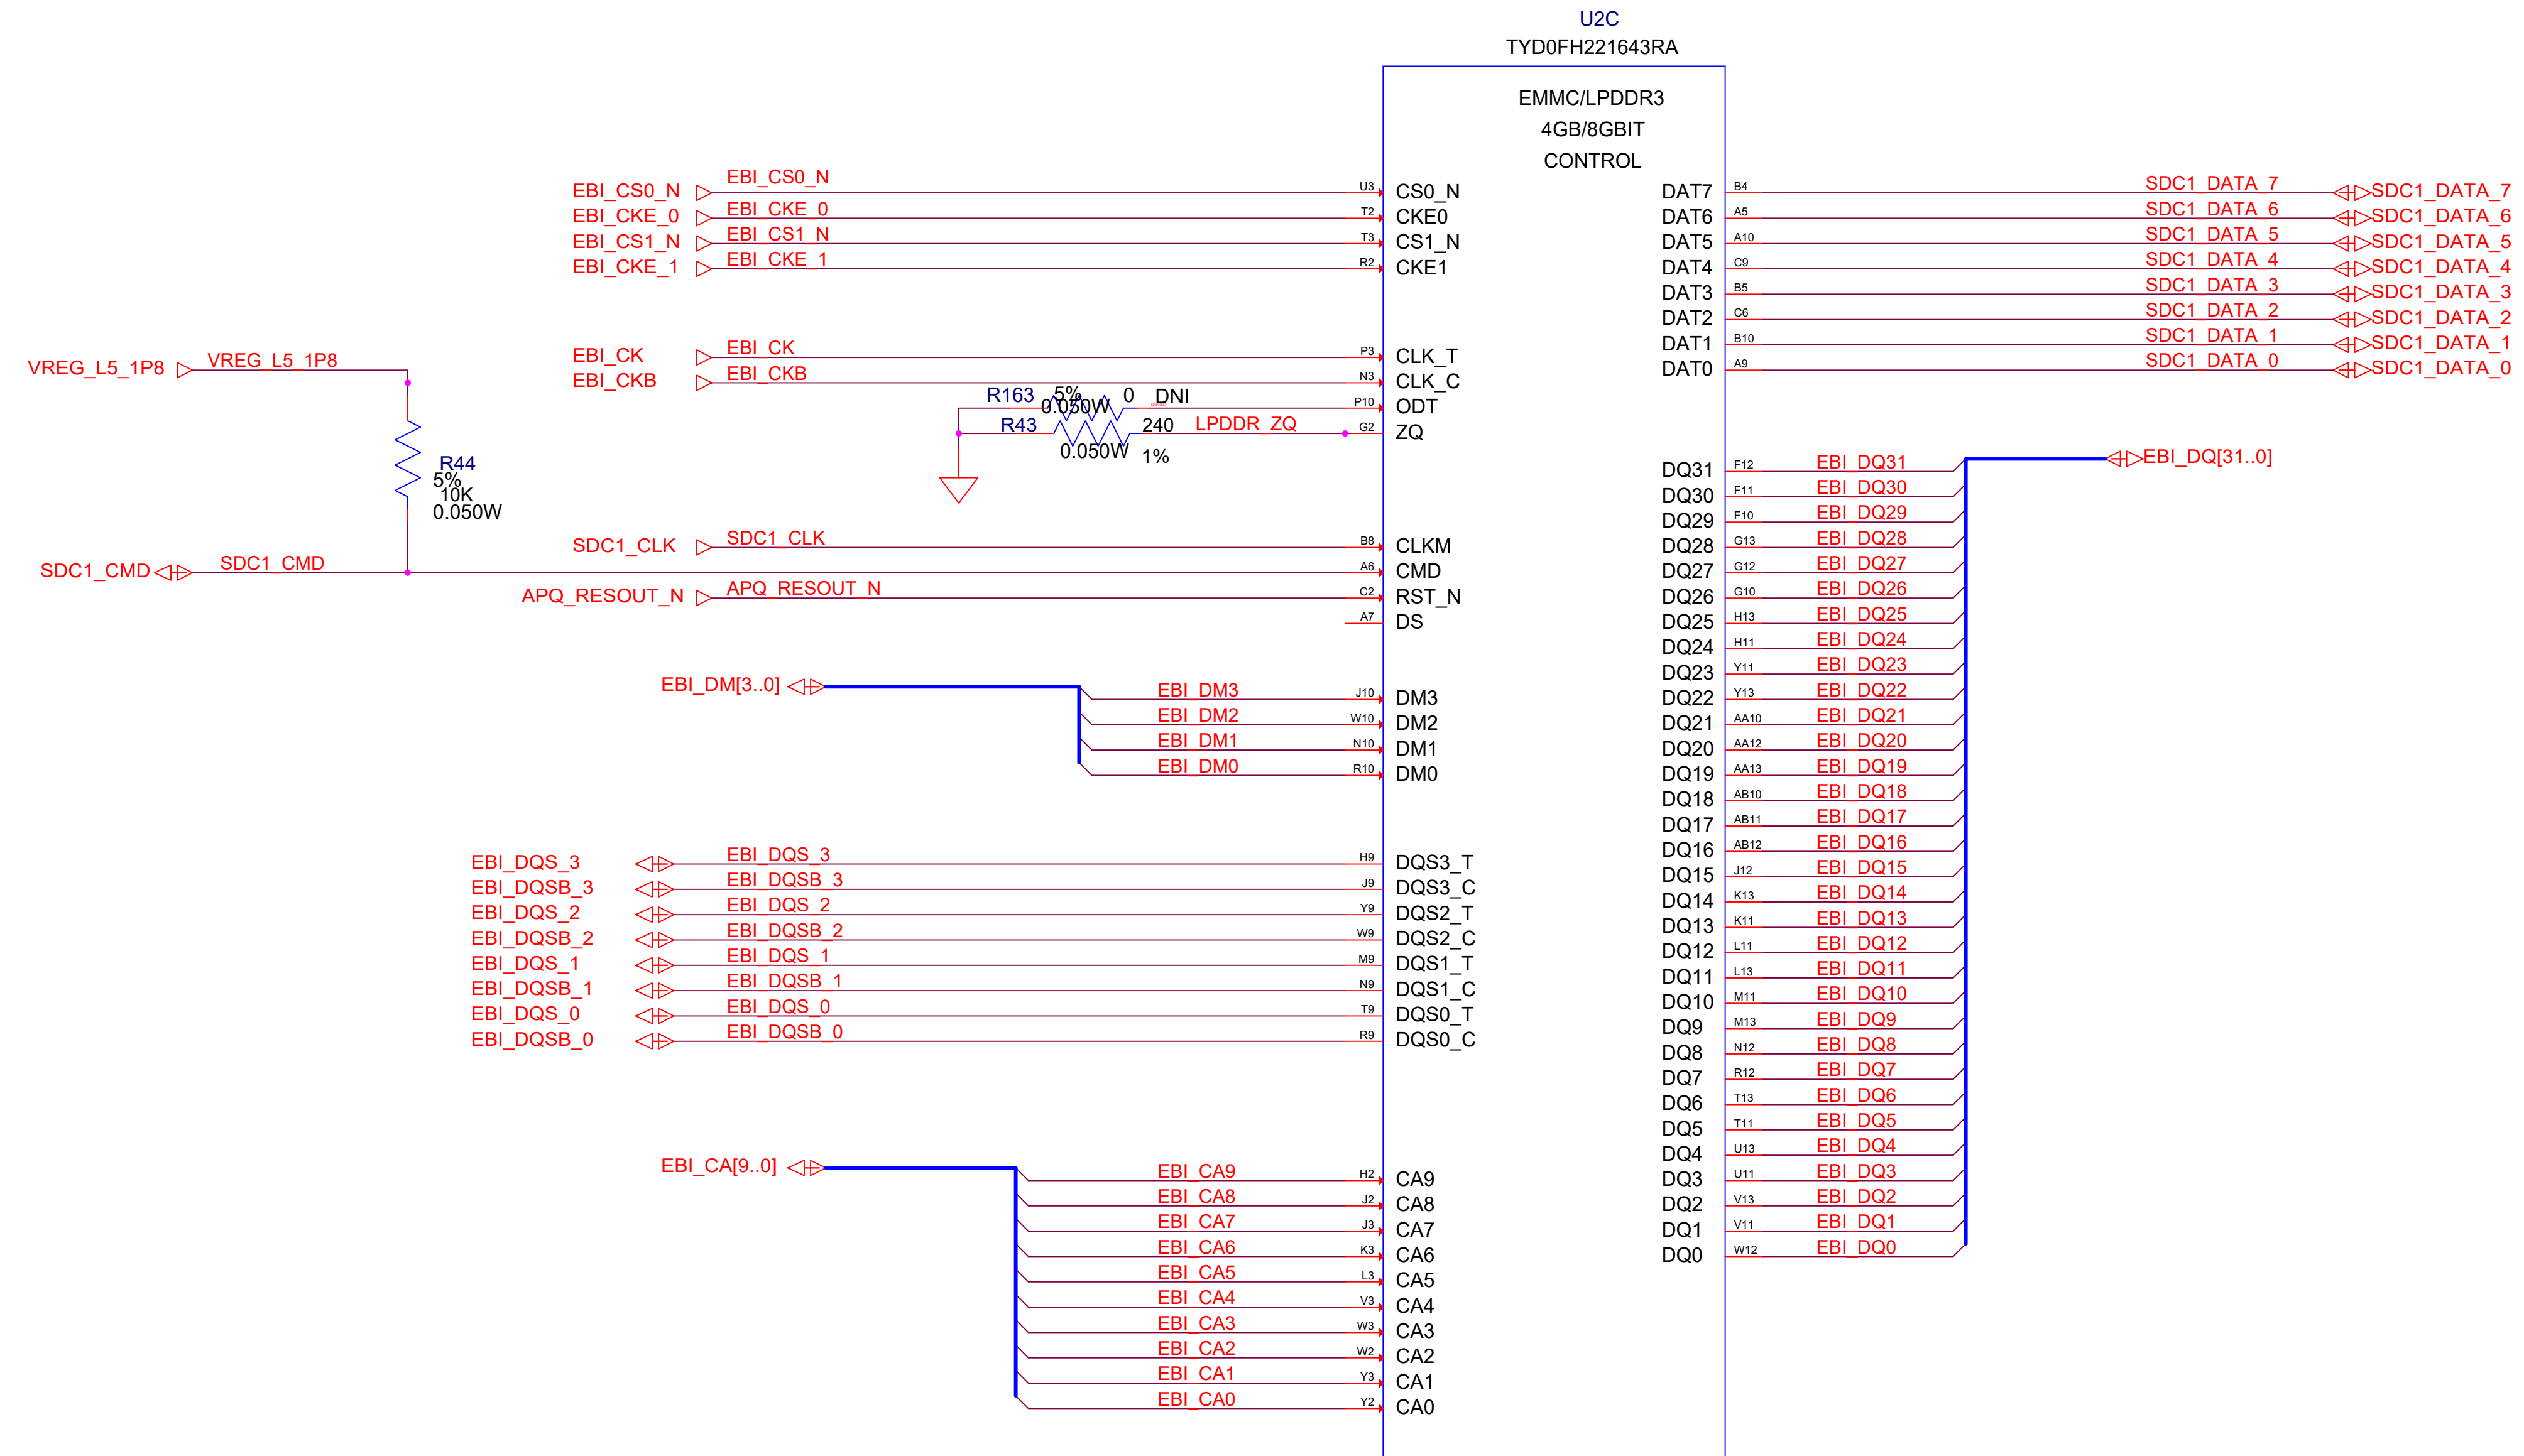 U2C
TYD0FH221643RA
EMMC/LPDDR3
4GB/8GBIT
CONTROL
EBI_CS0_N EBI_CS0_N U3 CS0_N
EBI_CKE_0 EBI_CKE_0 T2 CKE0
EBI_CS1_N EBI_CS1_N T3 CS1_N
EBI_CKE_1 EBI_CKE_1 R2 CKE1
EBI_CK EBI_CK P3 CLK_T
EBI_CKB EBI_CKB N3 CLK_C
R163 5% 0 DNI P10 ODT
0.050W
R43 240 LPDDR_ZQ G2 ZQ
0.050W 1%
VREG_L5_1P8 VREG_L5_1P8
R44
5%
10K
0.050W
SDC1_CLK SDC1_CLK B8 CLKM
SDC1_CMD SDC1_CMD A6 CMD
APQ_RESOUT_N APQ_RESOUT_N C2 RST_N
A7 DS
EBI_DM[3..0]
EBI_DM3 J10 DM3
EBI_DM2 W10 DM2
EBI_DM1 N10 DM1
EBI_DM0 R10 DM0
EBI_DQS_3 EBI_DQS_3 H9 DQS3_T
EBI_DQSB_3 EBI_DQSB_3 J9 DQS3_C
EBI_DQS_2 EBI_DQS_2 Y9 DQS2_T
EBI_DQSB_2 EBI_DQSB_2 W9 DQS2_C
EBI_DQS_1 EBI_DQS_1 M9 DQS1_T
EBI_DQSB_1 EBI_DQSB_1 N9 DQS1_C
EBI_DQS_0 EBI_DQS_0 T9 DQS0_T
EBI_DQSB_0 EBI_DQSB_0 R9 DQS0_C
EBI_CA[9..0]
EBI_CA9 H2 CA9
EBI_CA8 J2 CA8
EBI_CA7 J3 CA7
EBI_CA6 K3 CA6
EBI_CA5 L3 CA5
EBI_CA4 V3 CA4
EBI_CA3 W3 CA3
EBI_CA2 W2 CA2
EBI_CA1 Y3 CA1
EBI_CA0 Y2 CA0
DAT7 B4 SDC1_DATA_7 SDC1_DATA_7
DAT6 A5 SDC1_DATA_6 SDC1_DATA_6
DAT5 A10 SDC1_DATA_5 SDC1_DATA_5
DAT4 C9 SDC1_DATA_4 SDC1_DATA_4
DAT3 B5 SDC1_DATA_3 SDC1_DATA_3
DAT2 C6 SDC1_DATA_2 SDC1_DATA_2
DAT1 B10 SDC1_DATA_1 SDC1_DATA_1
DAT0 A9 SDC1_DATA_0 SDC1_DATA_0
EBI_DQ[31..0]
DQ31 F12 EBI_DQ31
DQ30 F11 EBI_DQ30
DQ29 F10 EBI_DQ29
DQ28 G13 EBI_DQ28
DQ27 G12 EBI_DQ27
DQ26 G10 EBI_DQ26
DQ25 H13 EBI_DQ25
DQ24 H11 EBI_DQ24
DQ23 Y11 EBI_DQ23
DQ22 Y13 EBI_DQ22
DQ21 AA10 EBI_DQ21
DQ20 AA12 EBI_DQ20
DQ19 AA13 EBI_DQ19
DQ18 AB10 EBI_DQ18
DQ17 AB11 EBI_DQ17
DQ16 AB12 EBI_DQ16
DQ15 J12 EBI_DQ15
DQ14 K13 EBI_DQ14
DQ13 K11 EBI_DQ13
DQ12 L11 EBI_DQ12
DQ11 L13 EBI_DQ11
DQ10 M11 EBI_DQ10
DQ9 M13 EBI_DQ9
DQ8 N12 EBI_DQ8
DQ7 R12 EBI_DQ7
DQ6 T13 EBI_DQ6
DQ5 T11 EBI_DQ5
DQ4 U13 EBI_DQ4
DQ3 U11 EBI_DQ3
DQ2 V13 EBI_DQ2
DQ1 V11 EBI_DQ1
DQ0 W12 EBI_DQ0